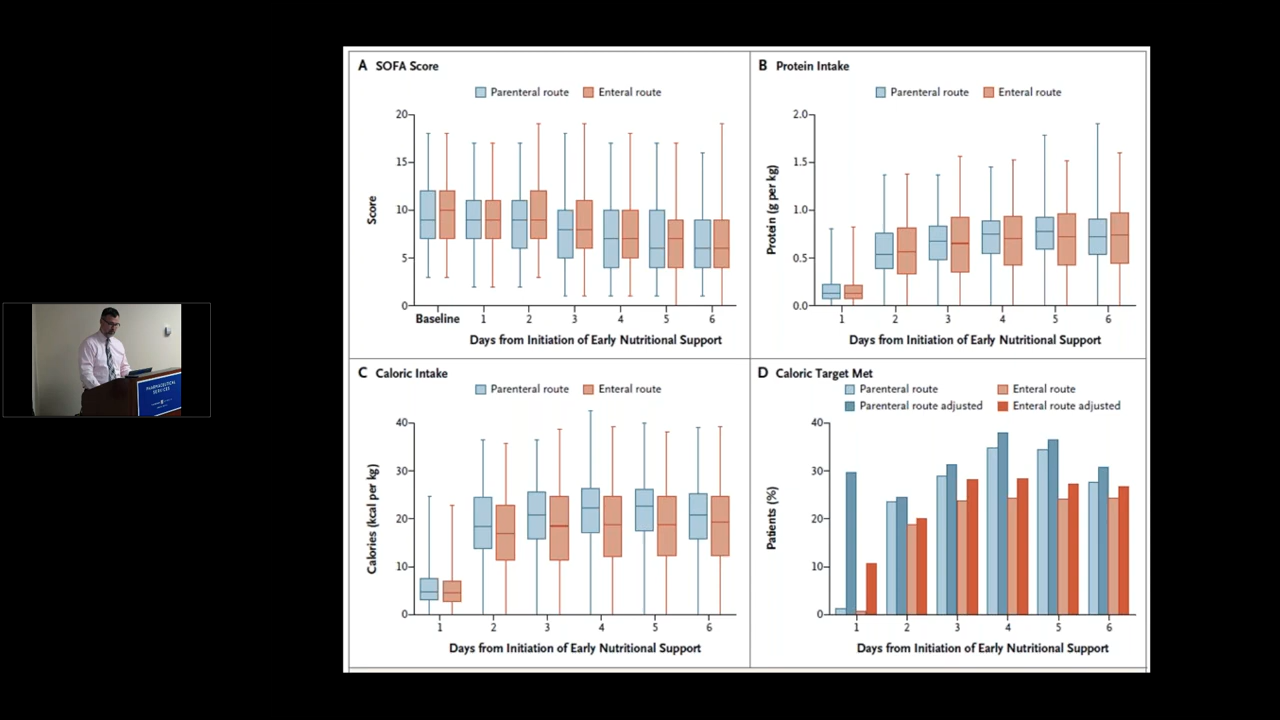 A SOFA Score
Parenteral route Enteral route
20
15
10
5
0
Score
Baseline 1 2 3 4 5 6
Days from Initiation of Early Nutritional Support
B Protein Intake
Parenteral route Enteral route
2.0
1.5
1.0
0.5
0.0
Protein (g per kg)
1 2 3 4 5 6
Days from Initiation of Early Nutritional Support
C Caloric Intake
Parenteral route Enteral route
40
30
20
10
0
Calories (kcal per kg)
1 2 3 4 5 6
Days from Initiation of Early Nutritional Support
D Caloric Target Met
Parenteral route Enteral route
Parenteral route adjusted Enteral route adjusted
40
30
20
10
0
Patients (%)
1 2 3 4 5 6
Days from Initiation of Early Nutritional Support
PHARMACEUTICAL
SERVICES